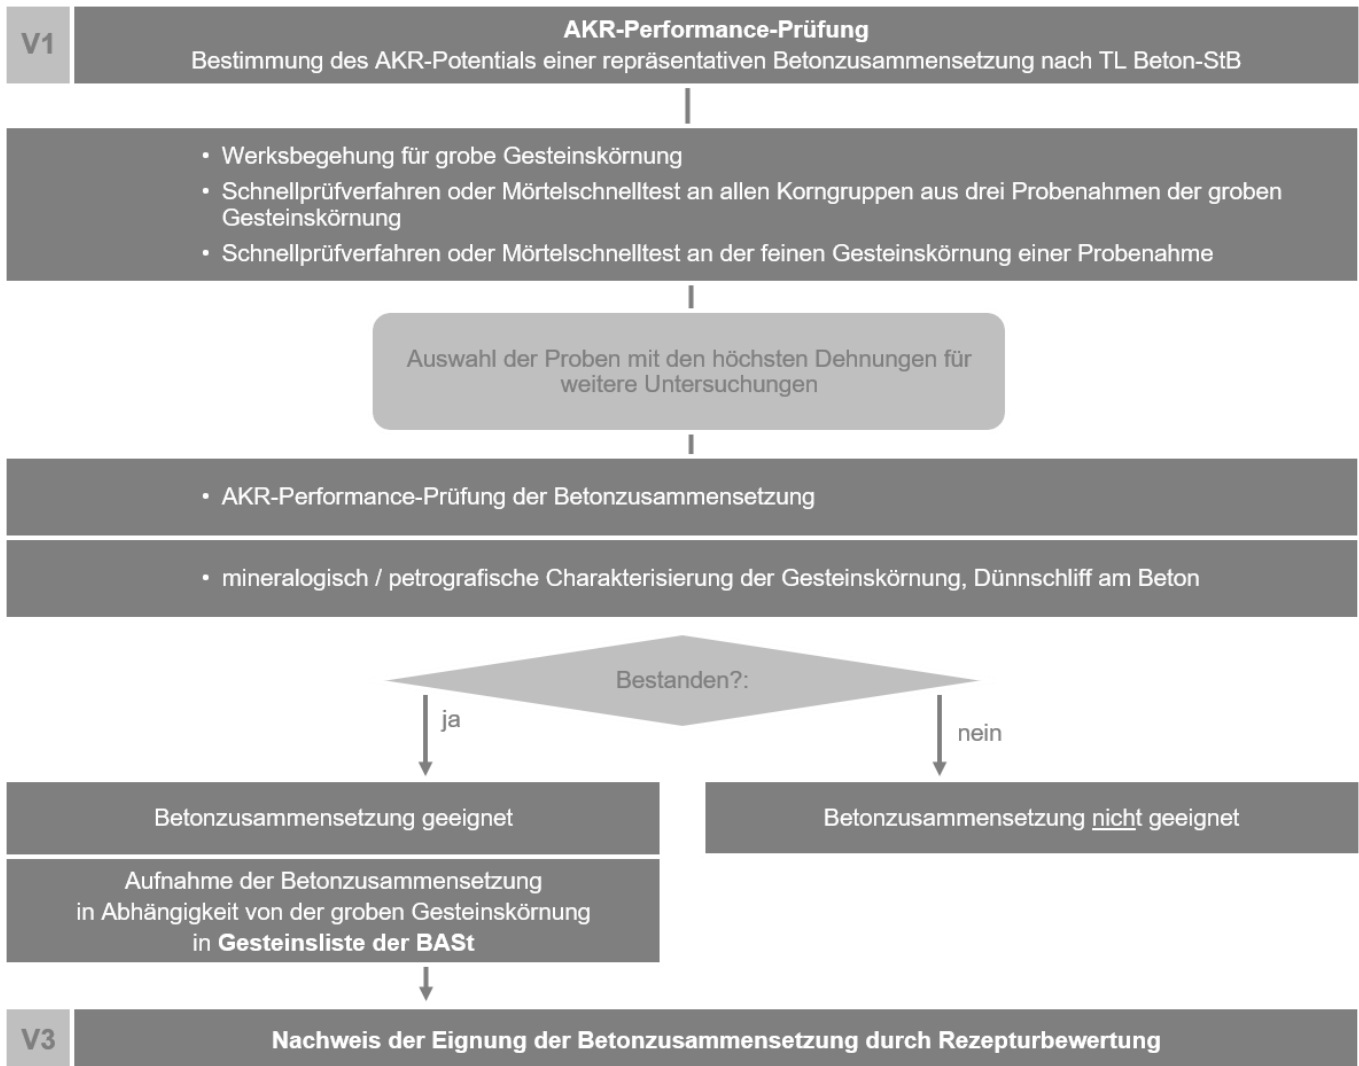 V1
AKR-Performance-Prüfung
Bestimmung des AKR-Potentials einer repräsentativen Betonzusammensetzung nach TL Beton-StB
• Werksbegehung für grobe Gesteinskörnung
• Schnellprüfverfahren oder Mörtelschnelltest an allen Korngruppen aus drei Probenahmen der groben
Gesteinskörnung
• Schnellprüfverfahren oder Mörtelschnelltest an der feinen Gesteinskörnung einer Probenahme
Auswahl der Proben mit den höchsten Dehnungen für
weitere Untersuchungen
• AKR-Performance-Prüfung der Betonzusammensetzung
• mineralogisch / petrografische Charakterisierung der Gesteinskörnung, Dünnschliff am Beton
Bestanden?:
ja
nein
Betonzusammensetzung geeignet
Betonzusammensetzung nicht geeignet
Aufnahme der Betonzusammensetzung
in Abhängigkeit von der groben Gesteinskörnung
in Gesteinsliste der BASt
V3
Nachweis der Eignung der Betonzusammensetzung durch Rezepturbewertung